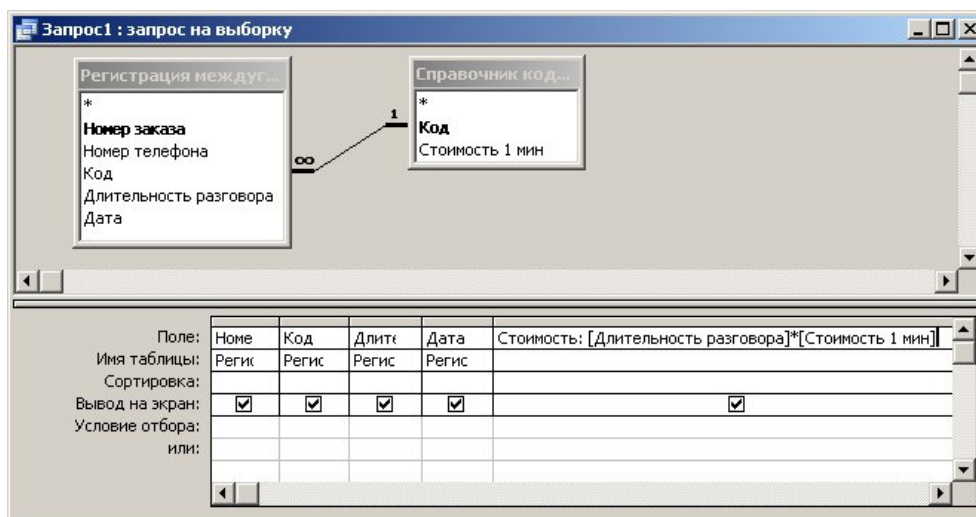 Запрос1 : запрос на выборку
Регистрация междуг...
*
Номер заказа
Номер телефона
Код
Длительность разговора
Дата
∞
1
Справочник код...
*
Код
Стоимость 1 мин
Поле: Номе Код Длите Дата Стоимость: [Длительность разговора]*[Стоимость 1 мин]
Имя таблицы: Регис Регис Регис Регис
Сортировка:
Вывод на экран:
Условие отбора:
или: